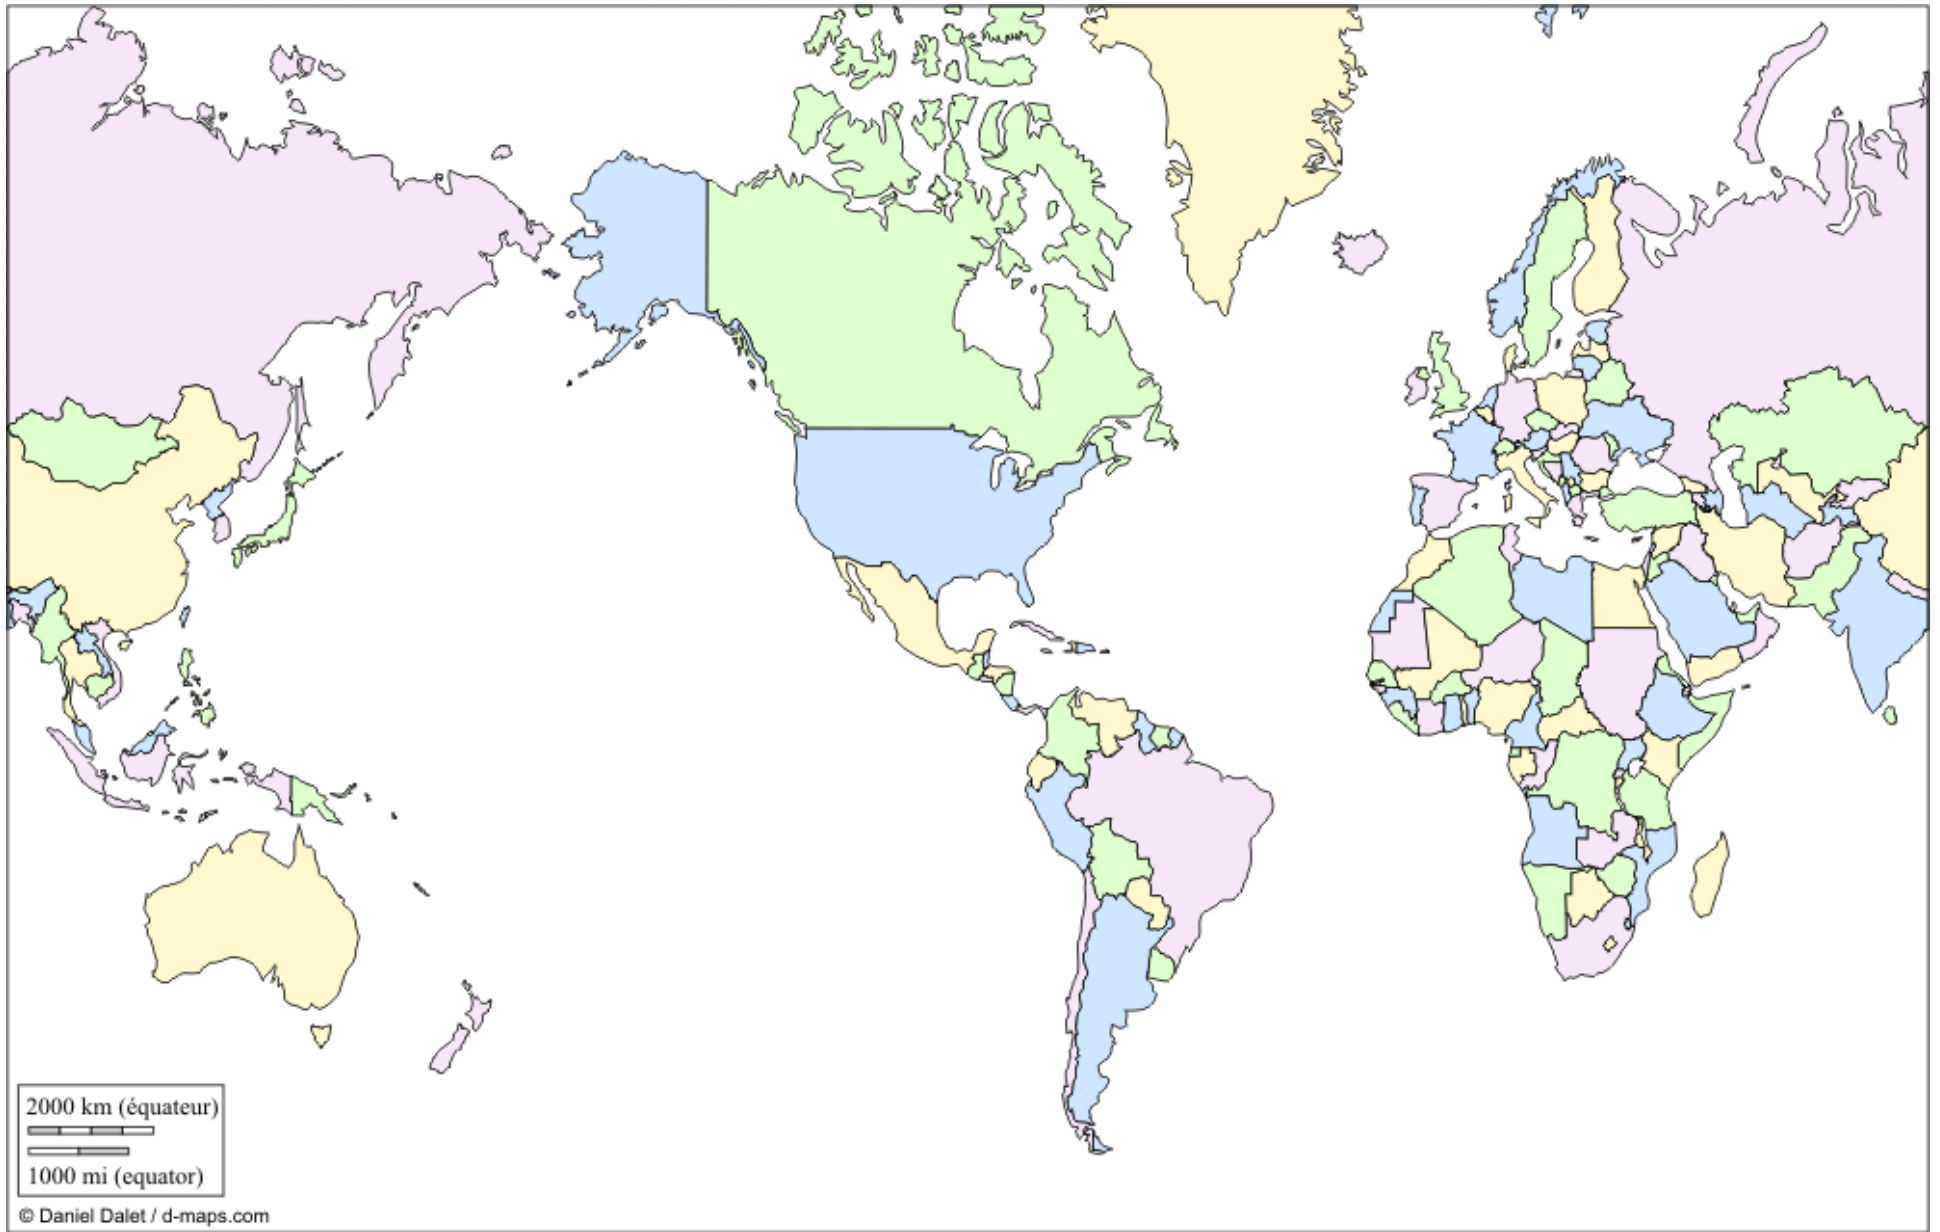 2000 km (équateur)
1000 mi (equator)
© Daniel Dalet / d-maps.com